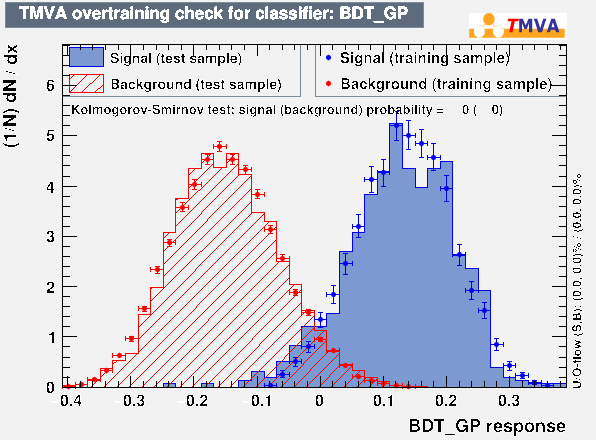 TMVA overtraining check for classifier: BDT_GP
TMVA
Signal (test sample)
Signal (training sample)
Background (test sample)
Background (training sample)
Kolmogorov-Smirnov test: signal (background) probability = 0 ( 0)
(1/N) dN / dx
6
5
4
3
2
1
0
-0.4 -0.3 -0.2 -0.1 0 0.1 0.2 0.3
BDT_GP response
U/O-flow (S,B): (0.0, 0.0)% / (0.0, 0.0)%